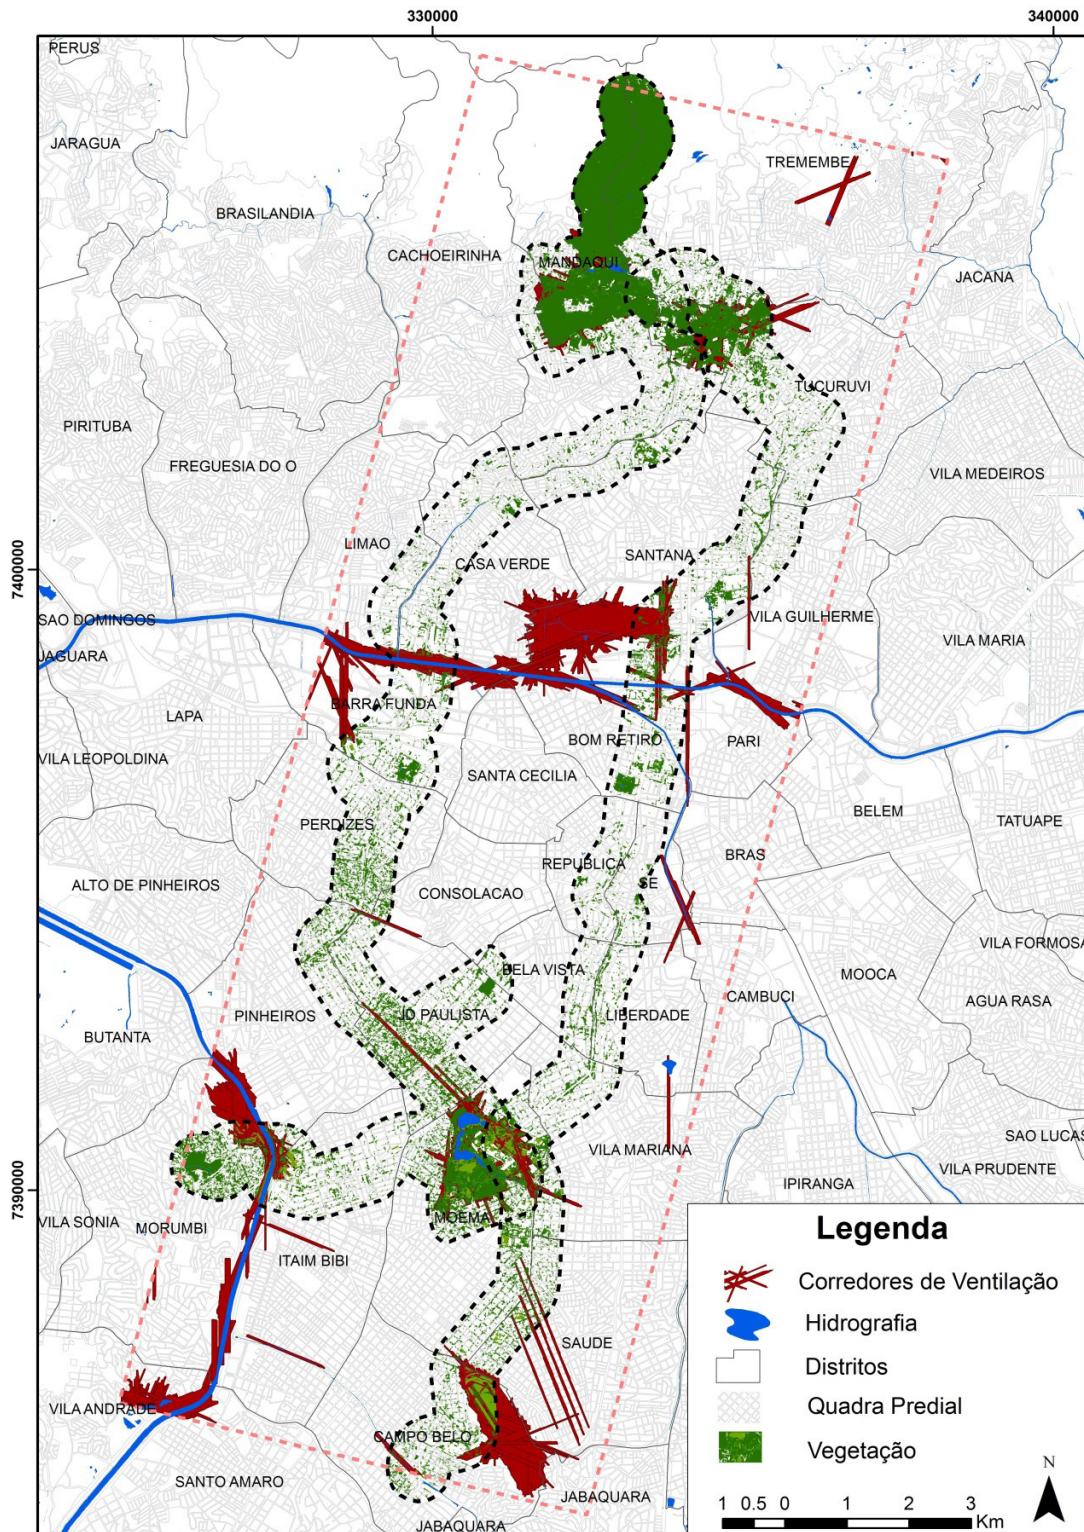 330000
340000
PERUS
JARAGUA
TREMEMBE
BRASILANDIA
CACHOEIRINHA
MANDAQUI
JACANA
TUCURUVI
PIRITUBA
FREGUESIA DO O
VILA MEDEIROS
7400000
LIMAO
CASA VERDE
SANTANA
SAO DOMINGOS
VILA GUILHERME
VILA MARIA
JAGUARA
BARRA FUNDA
LAPA
BOM RETIRO
PARI
VILA LEOPOLDINA
SANTA CECILIA
BELEM
TATUAPE
PERDIZES
REPUBLICA
BRAS
ALTO DE PINHEIROS
CONSOLACAO
SE
VILA FORMOSA
BELA VISTA
MOOCA
CAMBUCI
AGUA RASA
PINHEIROS
JD PAULISTA
LIBERDADE
BUTANTA
SAO LUCAS
VILA MARIANA
VILA PRUDENTE
IPIRANGA
7390000
VILA SONIA
MORUMBI
MOEMA
ITAIM BIBI
SAUDE
VILA ANDRADE
CAMPO BELO
SANTO AMARO
JABAQUARA
JABAQUARA
Legenda
Corredores de Ventilação
Hidrografia
Distritos
Quadra Predial
Vegetação
N
1 0.5 0 1 2 3
Km